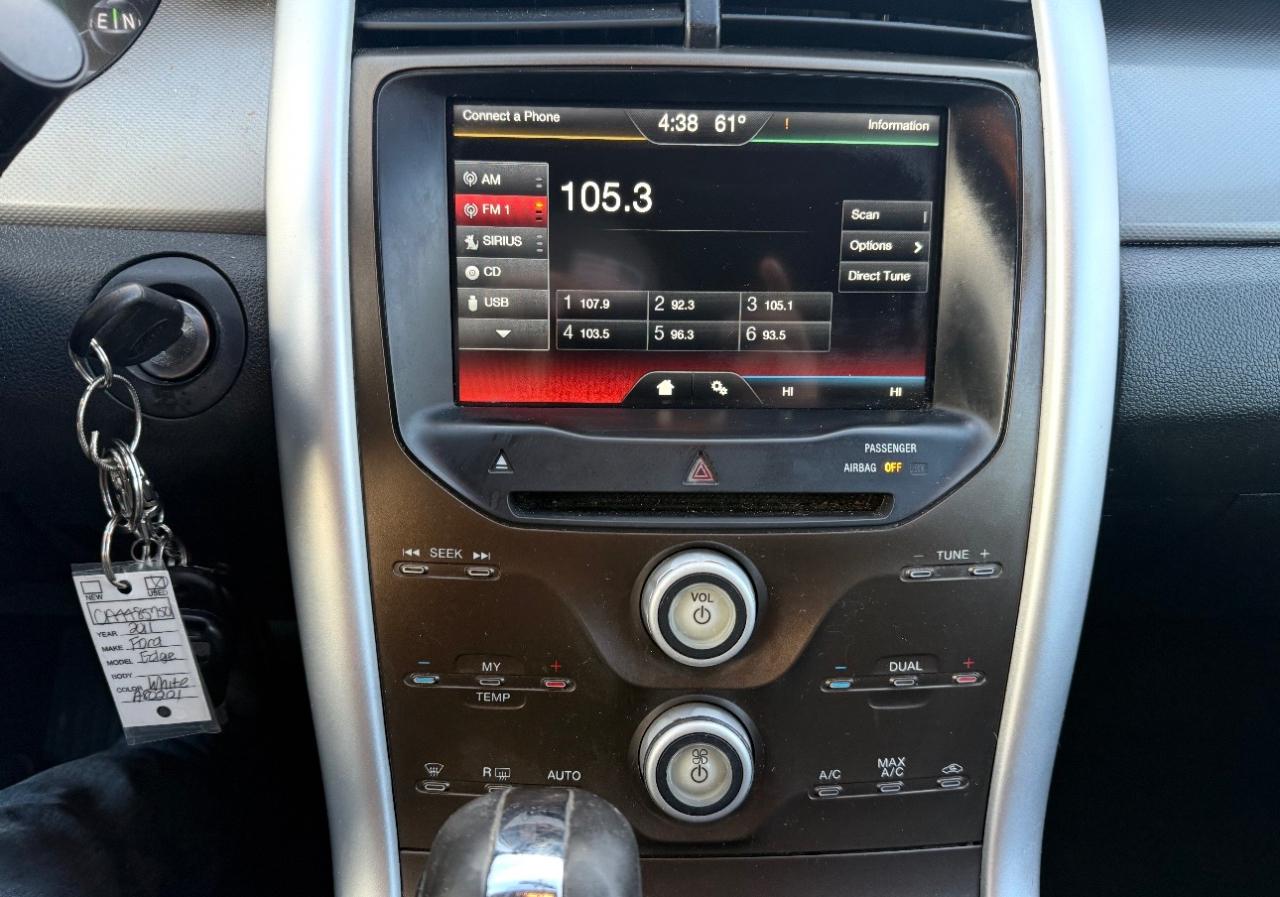 E N
Connect a Phone
4:38 61°
!
Information
AM
FM 1
SIRIUS
CD
USB
105.3
Scan
Options
Direct Tune
1 107.9
2 92.3
3 105.1
4 103.5
5 96.3
6 93.5
HI
HI
PASSENGER
AIRBAG OFF
SEEK
- TUNE +
VOL
- MY +
TEMP
- DUAL +
R
AUTO
A/C
MAX
A/C
NEW
USED
YEAR 2011
MAKE Ford
MODEL Edge
BODY
COLOR White